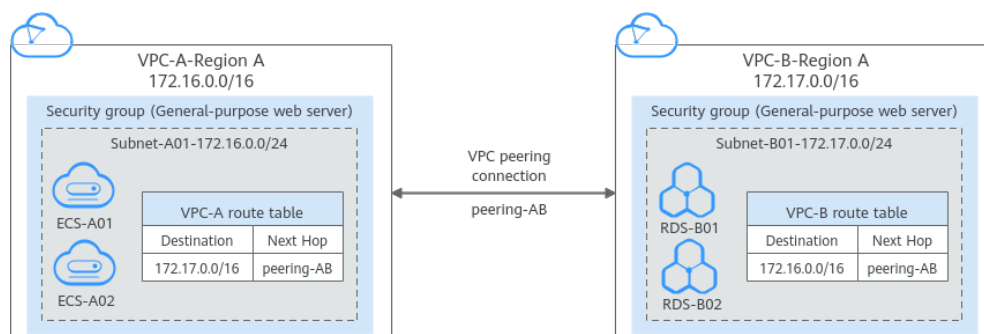 VPC-A-Region A
172.16.0.0/16
Security group (General-purpose web server)
Subnet-A01-172.16.0.0/24
ECS-A01
ECS-A02
VPC-A route table
Destination Next Hop
172.17.0.0/16 peering-AB
VPC peering
connection
peering-AB
VPC-B-Region A
172.17.0.0/16
Security group (General-purpose web server)
Subnet-B01-172.17.0.0/24
RDS-B01
RDS-B02
VPC-B route table
Destination Next Hop
172.16.0.0/16 peering-AB